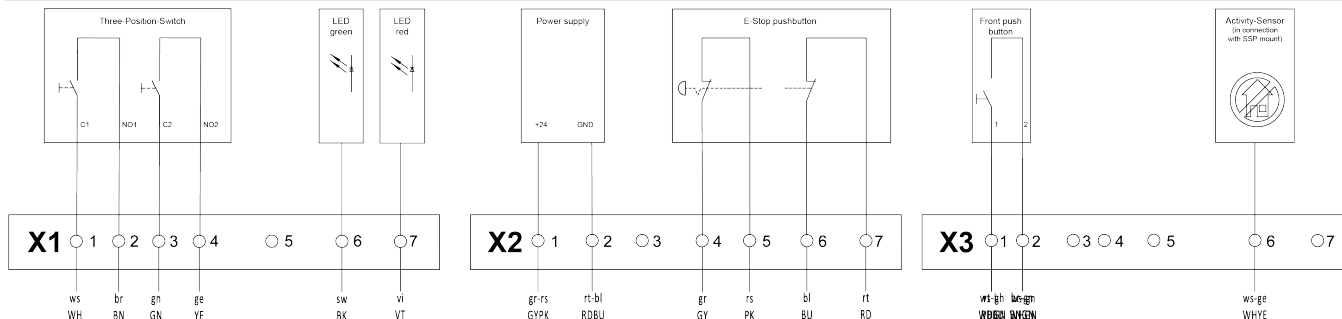 Three-Position-Switch
C1 NO1 C2 NO2
LED
green
LED
red
Power supply
+24 GND
E-Stop pushbutton
Front push
button
1 2
Activity-Sensor
(in connection
with SSP mount)
X1 1 2 3 4 5 6 7
X2 1 2 3 4 5 6 7
X3 1 2 3 4 5 6 7
ws br gn ge sw vi
WH BN GN YE BK VT
gr-rs rt-bl gr rs bl rt
GYPK RDBU GY PK BU RD
ws-ge
WHYE